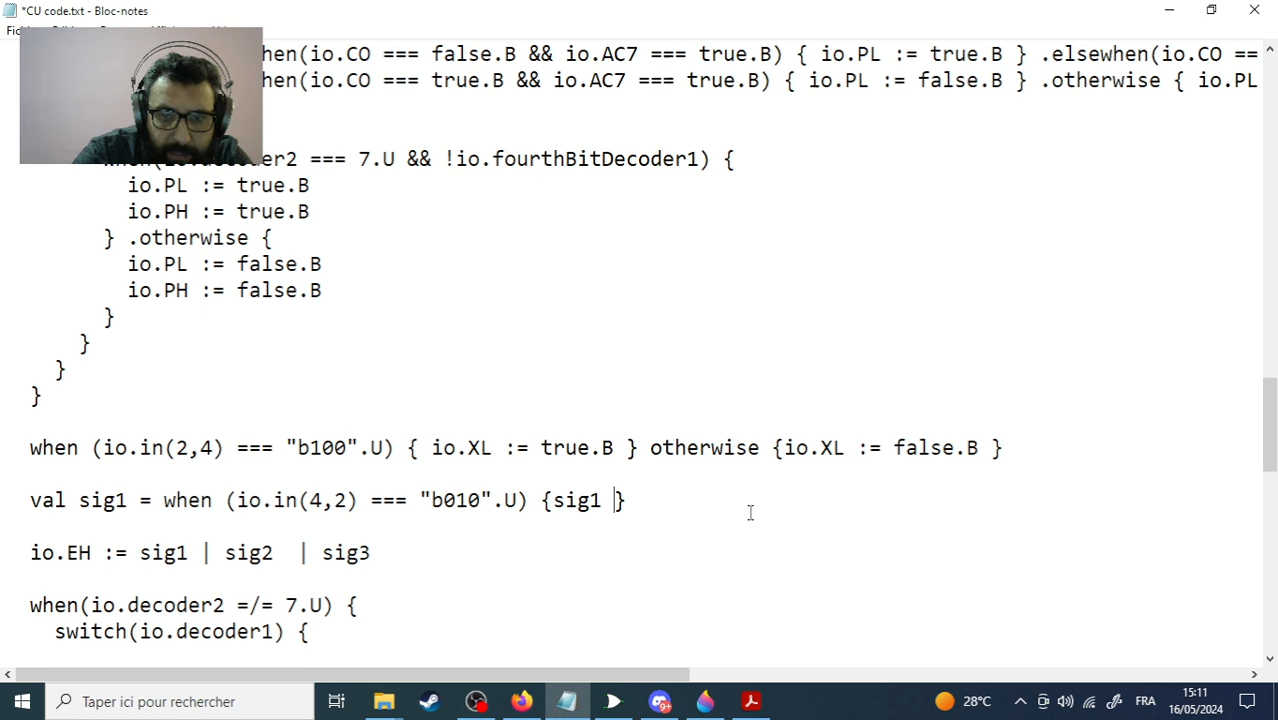 *CU code.txt - Bloc-notes
hen(io.CO === false.B && io.AC7 === true.B) { io.PL := true.B } .elsewhen(io.CO ==
hen(io.CO === true.B && io.AC7 === true.B) { io.PL := false.B } .otherwise { io.PL
=== 7.U && !io.fourthBitDecoder1) {
io.PL := true.B
io.PH := true.B
} .otherwise {
io.PL := false.B
io.PH := false.B
}
}
}
}
when (io.in(2,4) === "b100".U) { io.XL := true.B } otherwise {io.XL := false.B }
val sig1 = when (io.in(4,2) === "b010".U) {sig1 }
io.EH := sig1 | sig2  | sig3
when(io.decoder2 =/= 7.U) {
switch(io.decoder1) {
Taper ici pour rechercher
9+
28°C
FRA
15:11
16/05/2024